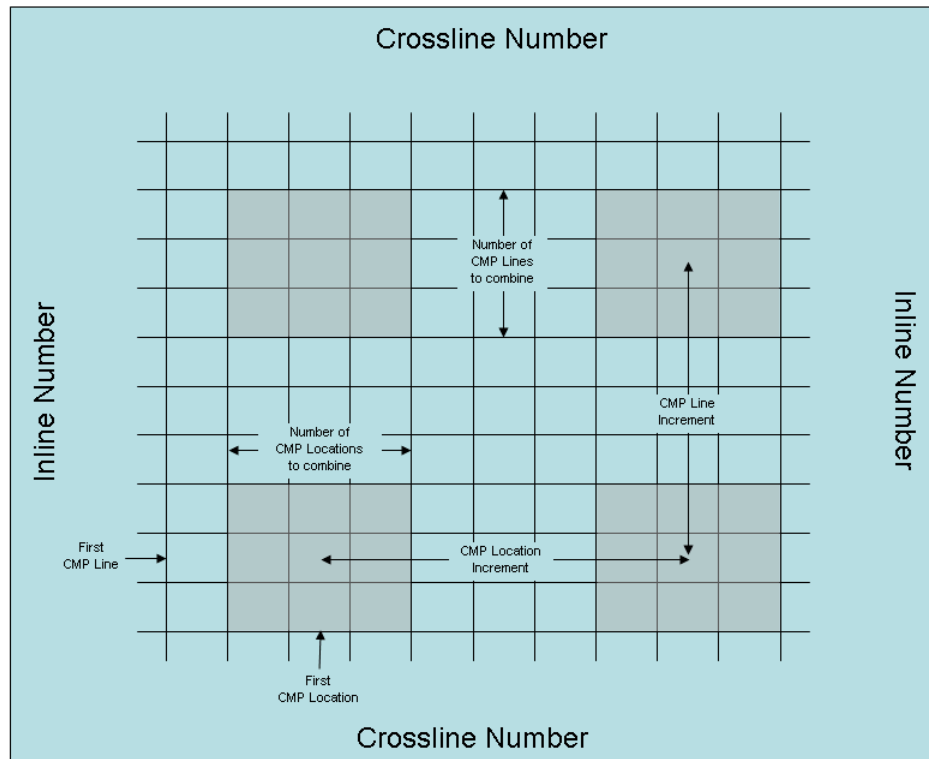 Crossline Number
Number of
CMP Lines
to combine
Inline Number
Inline Number
CMP Line
Increment
Number of
CMP Locations
to combine
First
CMP Line
CMP Location
Increment
First
CMP Location
Crossline Number